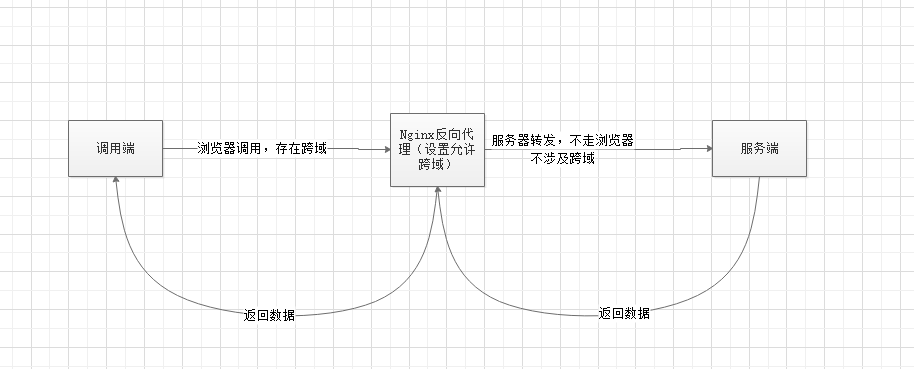 调用端
浏览器调用，存在跨域
Nginx反向代
理（设置允许
跨域）
服务器转发，不走浏览器
不涉及跨域
服务端
返回数据
返回数据